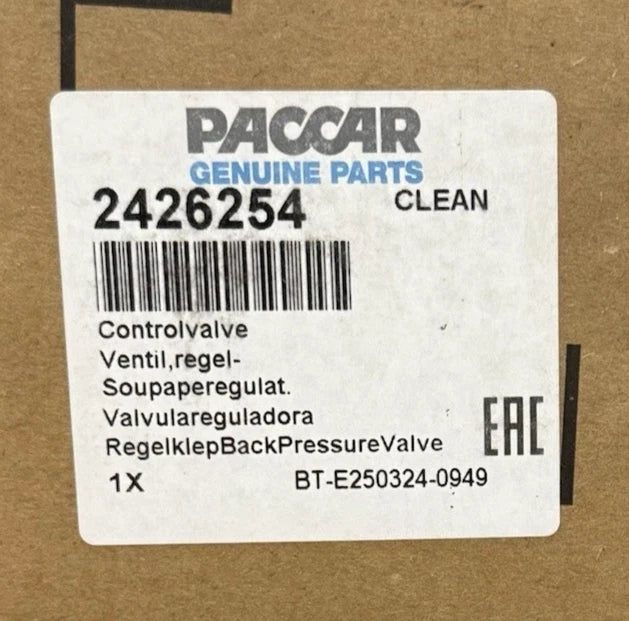 PACCAR
GENUINE PARTS
2426254 CLEAN
Controlvalve
Ventil,regel-
Soupaperegulat.
Valvulareguladora
RegelklepBackPressureValve
EAC
1X BT-E250324-0949